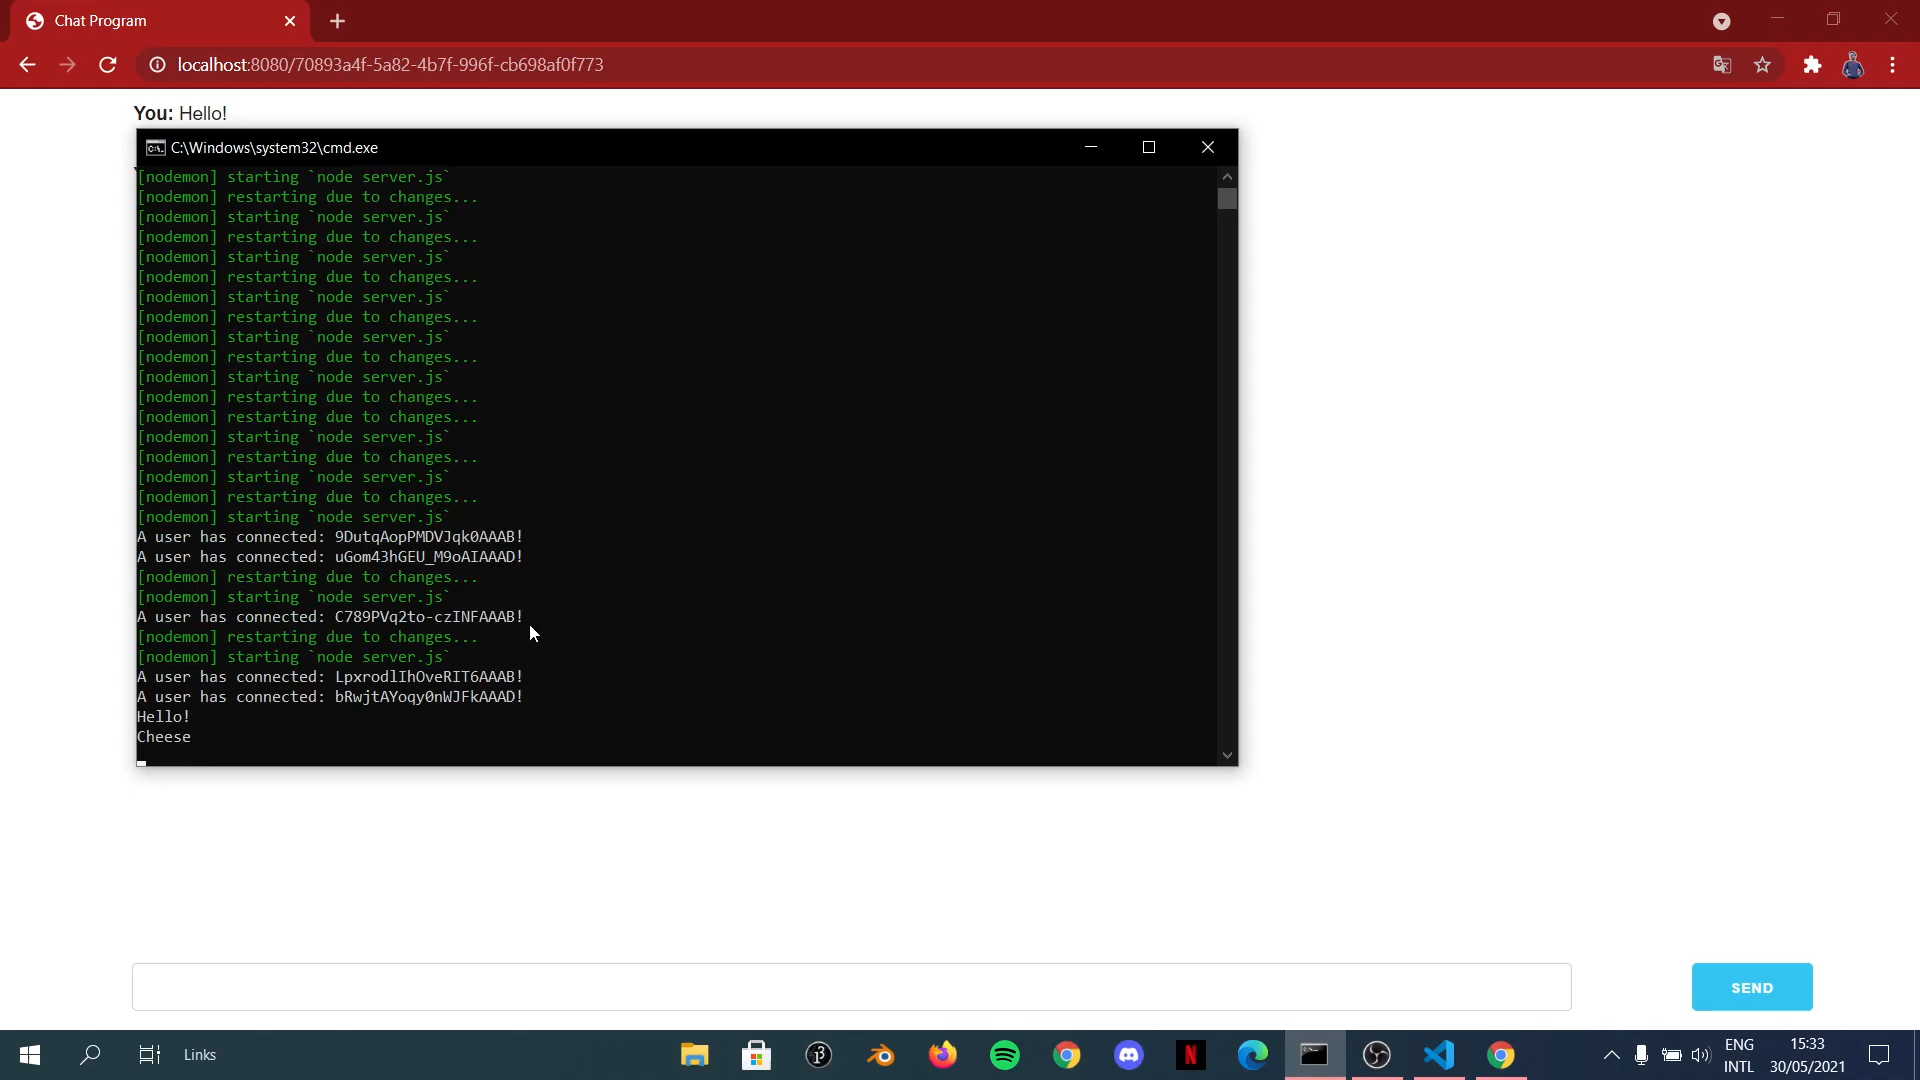 Chat Program
localhost:8080/70893a4f-5a82-4b7f-996f-cb698af0f773
You: Hello!
C:\Windows\system32\cmd.exe
[nodemon] starting `node server.js`
[nodemon] restarting due to changes...
[nodemon] starting `node server.js`
[nodemon] restarting due to changes...
[nodemon] starting `node server.js`
[nodemon] restarting due to changes...
[nodemon] starting `node server.js`
[nodemon] restarting due to changes...
[nodemon] starting `node server.js`
[nodemon] restarting due to changes...
[nodemon] starting `node server.js`
[nodemon] restarting due to changes...
[nodemon] restarting due to changes...
[nodemon] starting `node server.js`
[nodemon] restarting due to changes...
[nodemon] starting `node server.js`
[nodemon] restarting due to changes...
[nodemon] starting `node server.js`
A user has connected: 9DutqAopPMDVJqk0AAAB!
A user has connected: uGom43hGEU_M9oAIAAAD!
[nodemon] restarting due to changes...
[nodemon] starting `node server.js`
A user has connected: C789PVq2to-czINFAAAB!
[nodemon] restarting due to changes...
[nodemon] starting `node server.js`
A user has connected: LpxrodlIhOveRIT6AAAB!
A user has connected: bRwjtAYoqy0nWJFkAAAD!
Hello!
Cheese
SEND
Links
ENG
INTL
15:33
30/05/2021